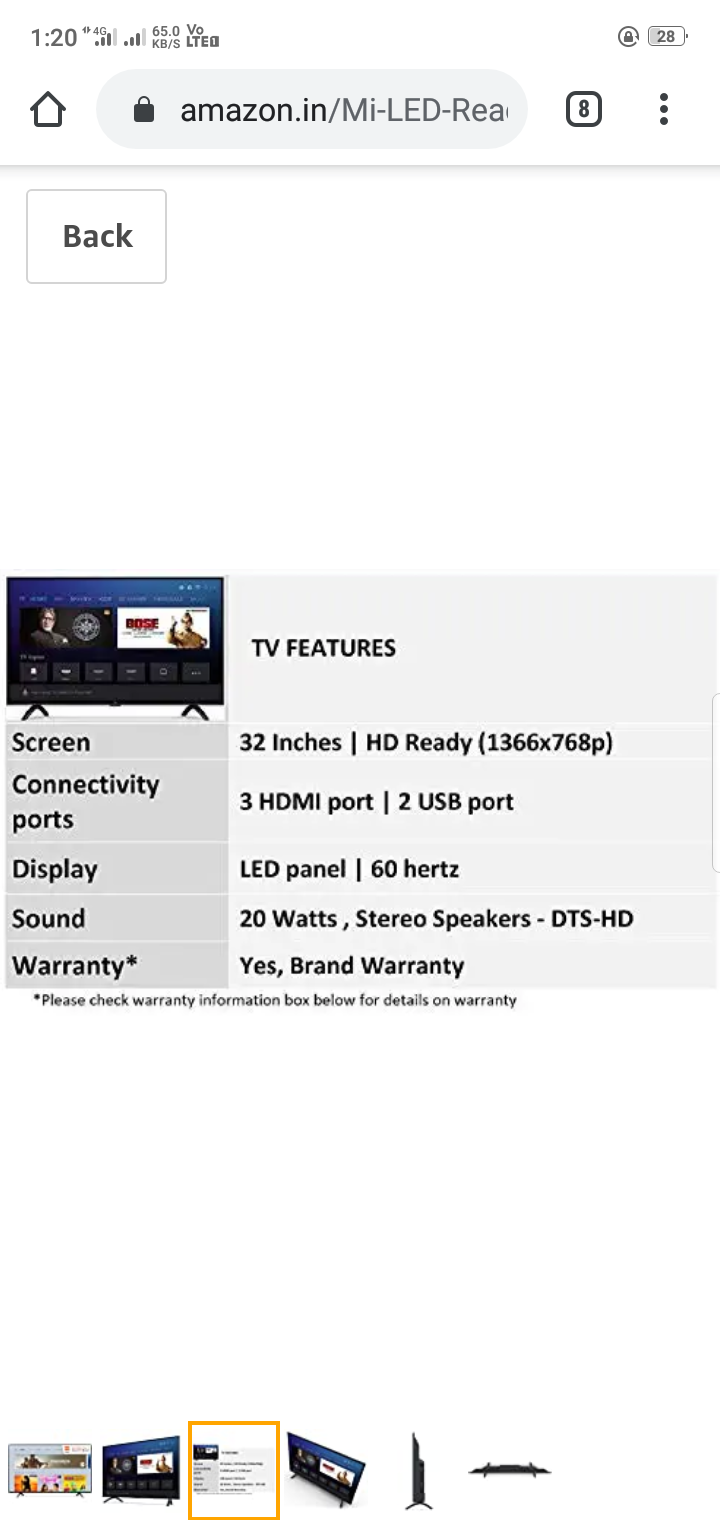 1:20 4G 65.0 KB/S Vo LTE 28
amazon.in/Mi-LED-Rea
8
Back
BOSE
TV FEATURES
Screen
32 Inches | HD Ready (1366x768p)
Connectivity
ports
3 HDMI port | 2 USB port
Display
LED panel | 60 hertz
Sound
20 Watts , Stereo Speakers - DTS-HD
Warranty*
Yes, Brand Warranty
*Please check warranty information box below for details on warranty